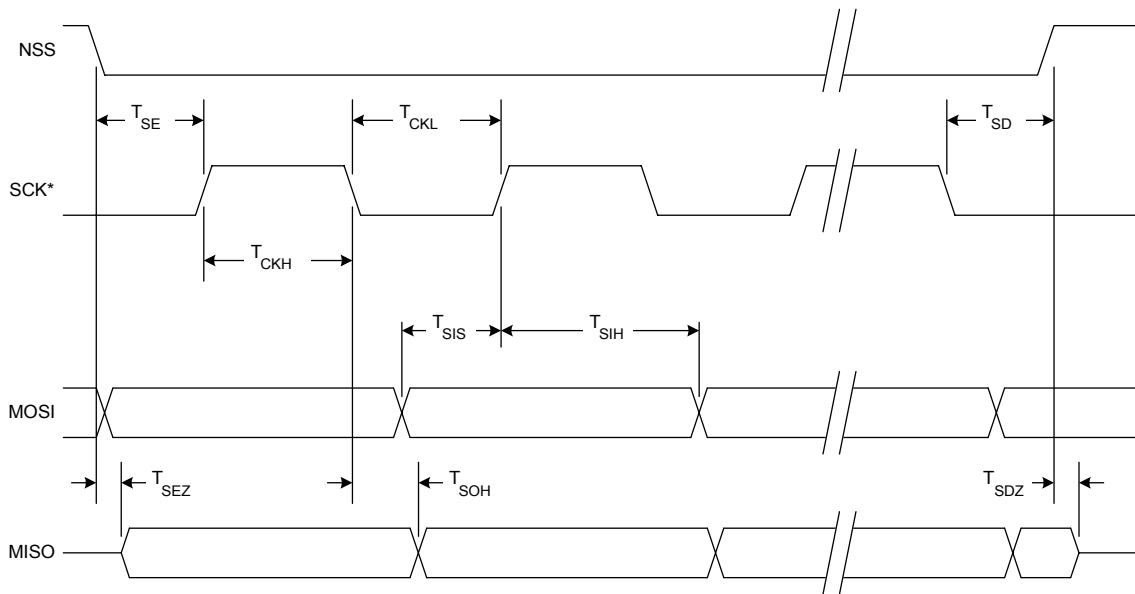 NSS
T_SE
T_CKL
T_SD
SCK*
T_CKH
T_SIS
T_SIH
MOSI
T_SEZ
T_SOH
T_SDZ
MISO